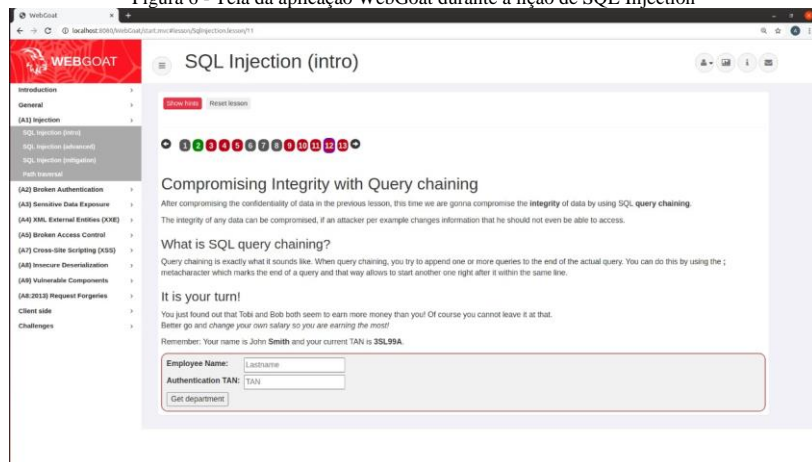 Figura 6 - Tela da aplicação WebGoat durante a lição de SQL Injection
WebGoat
localhost:8080/WebGoat/start.mvc#lesson/SqlInjection.lesson/11
WEBGOAT
SQL Injection (intro)
Introduction
General
(A1) Injection
SQL Injection (intro)
SQL Injection (advanced)
SQL Injection (mitigation)
Path traversal
(A2) Broken Authentication
(A3) Sensitive Data Exposure
(A4) XML External Entities (XXE)
(A5) Broken Access Control
(A7) Cross-Site Scripting (XSS)
(A8) Insecure Deserialization
(A9) Vulnerable Components
(A8:2013) Request Forgeries
Client side
Challenges
Show hints Reset lesson
1 2 3 4 5 6 7 8 9 10 11 12 13
Compromising Integrity with Query chaining
After compromising the confidentiality of data in the previous lesson, this time we are gonna compromise the integrity of data by using SQL query chaining.
The integrity of any data can be compromised, if an attacker per example changes information that he should not even be able to access.
What is SQL query chaining?
Query chaining is exactly what it sounds like. When query chaining, you try to append one or more queries to the end of the actual query. You can do this by using the ;
metacharacter which marks the end of a query and that way allows to start another one right after it within the same line.
It is your turn!
You just found out that Tobi and Bob both seem to earn more money than you! Of course you cannot leave it at that.
Better go and change your own salary so you are earning the most!
Remember: Your name is John Smith and your current TAN is 3SL99A.
Employee Name: Lastname
Authentication TAN: TAN
Get department